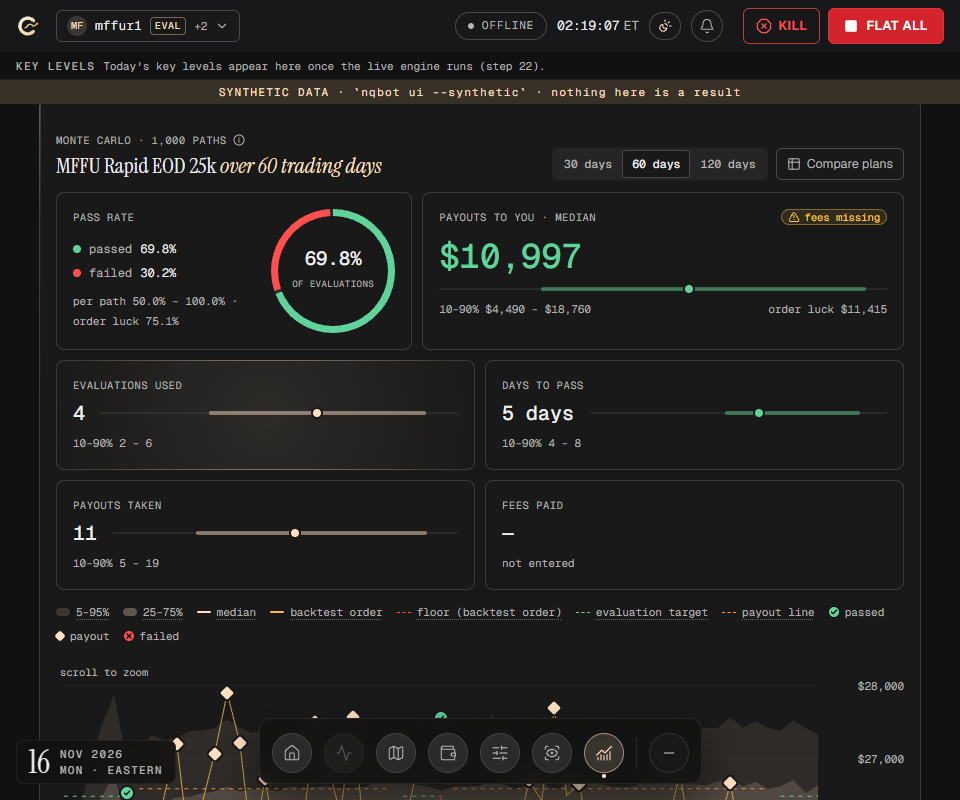 MF mffur1 EVAL +2
OFFLINE
02:19:07 ET
KILL
FLAT ALL
KEY LEVELS Today's key levels appear here once the live engine runs (step 22).
SYNTHETIC DATA · `nqbot ui --synthetic` · nothing here is a result
MONTE CARLO · 1,000 PATHS
MFFU Rapid EOD 25k over 60 trading days
30 days 60 days 120 days
Compare plans
PASS RATE
passed 69.8%
failed 30.2%
per path 50.0% – 100.0% ·
order luck 75.1%
69.8%
OF EVALUATIONS
PAYOUTS TO YOU · MEDIAN
fees missing
$10,997
10–90% $4,490 – $18,760
order luck $11,415
EVALUATIONS USED
4
10–90% 2 – 6
DAYS TO PASS
5 days
10–90% 4 – 8
PAYOUTS TAKEN
11
10–90% 5 – 19
FEES PAID
—
not entered
5–95% 25–75% median backtest order floor (backtest order) evaluation target payout line passed
payout failed
scroll to zoom
$28,000
$27,000
16 NOV 2026
MON · EASTERN